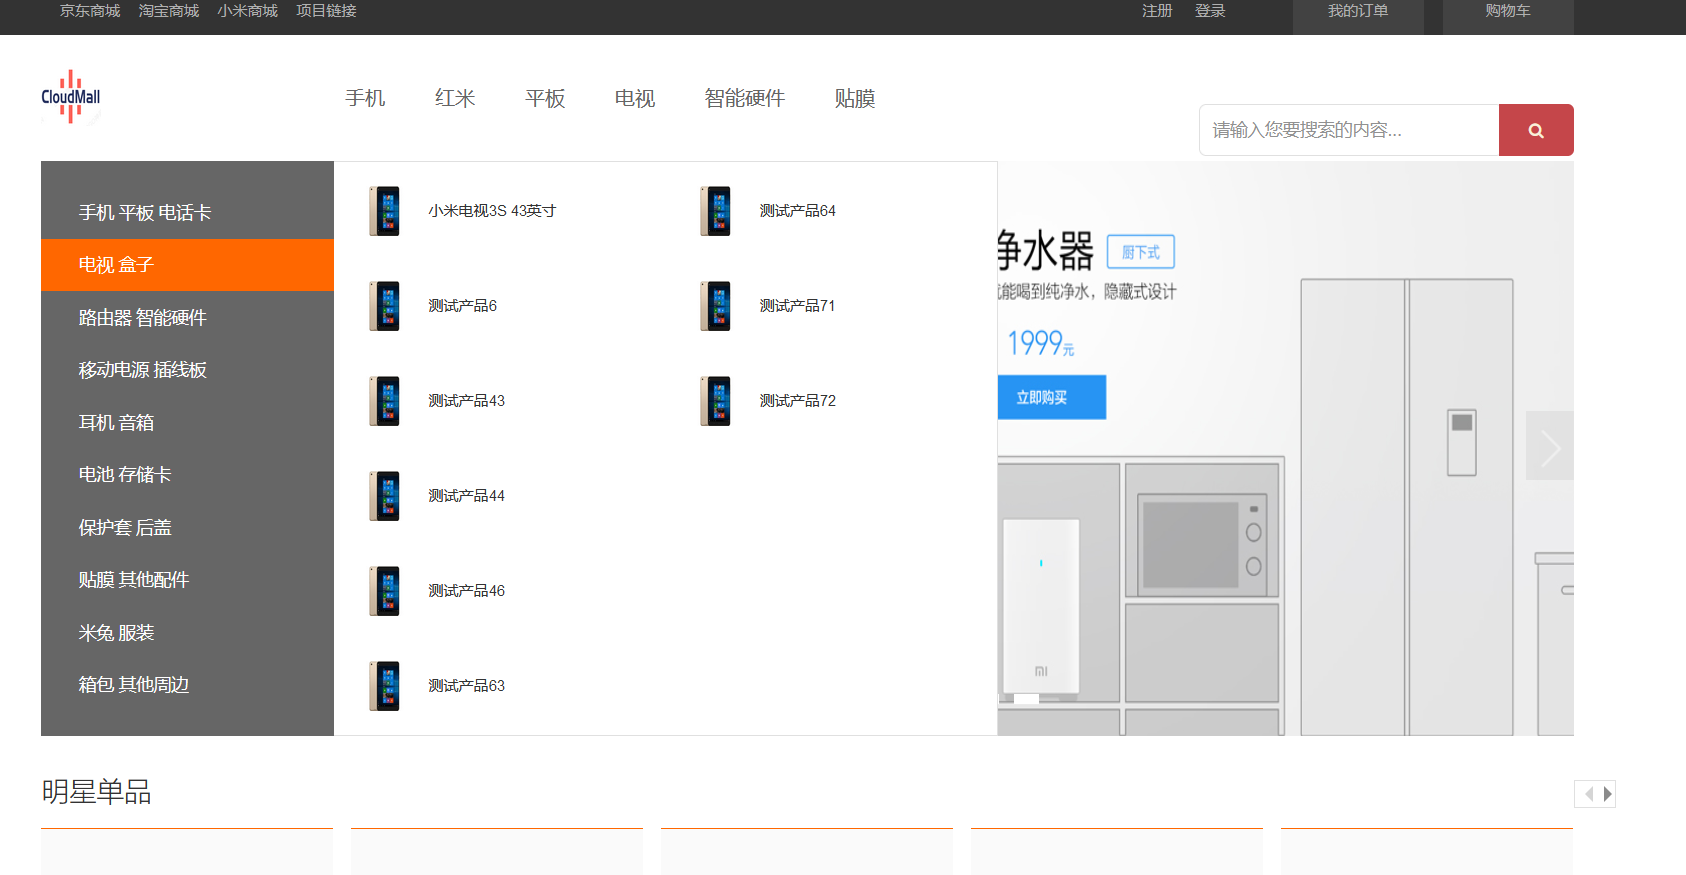 京东商城 淘宝商城 小米商城 项目链接 注册 登录 我的订单 购物车
CloudMall
手机 红米 平板 电视 智能硬件 贴膜
请输入您要搜索的内容...
手机 平板 电话卡
电视 盒子
路由器 智能硬件
移动电源 插线板
耳机 音箱
电池 存储卡
保护套 后盖
贴膜 其他配件
米兔 服装
箱包 其他周边
小米电视3S 43英寸
测试产品6
测试产品43
测试产品44
测试产品46
测试产品63
测试产品64
测试产品71
测试产品72
净水器 厨下式
能喝到纯净水，隐藏式设计
1999元
立即购买
MI
明星单品